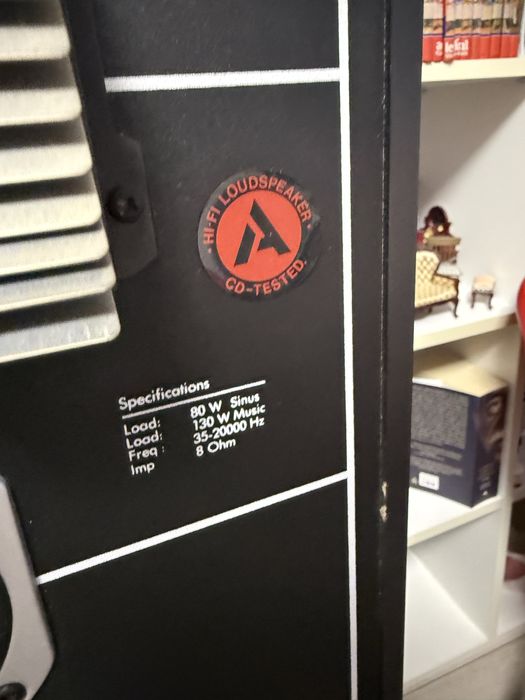 HI-FI LOUDSPEAKER
CD-TESTED.
Specifications
Load: 80 W Sinus
Load: 130 W Music
Freq : 35-20000 Hz
Imp 8 Ohm